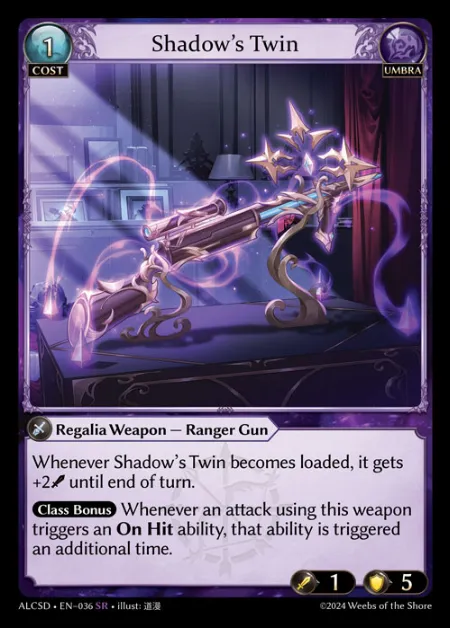 1
Shadow's Twin
COST
UMBRA
Regalia Weapon — Ranger Gun
Whenever Shadow's Twin becomes loaded, it gets
+2 until end of turn.
Class Bonus Whenever an attack using this weapon
triggers an On Hit ability, that ability is triggered
an additional time.
1 5
ALCSD • EN-036 SR • illust: 道漫 ©2024 Weebs of the Shore